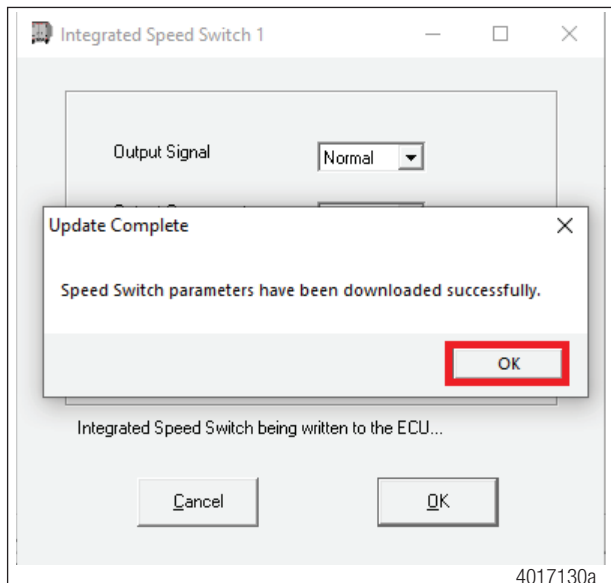 Integrated Speed Switch 1
Output Signal
Normal
Update Complete
Speed Switch parameters have been downloaded successfully.
OK
Integrated Speed Switch being written to the ECU...
Cancel
OK
4017130a